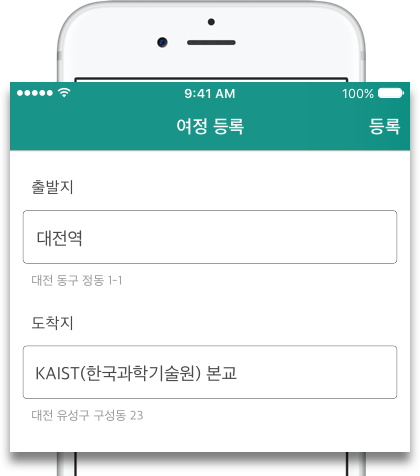 9:41 AM 100%
여정 등록 등록
출발지
대전역
대전 동구 정동 1-1
도착지
KAIST(한국과학기술원) 본교
대전 유성구 구성동 23